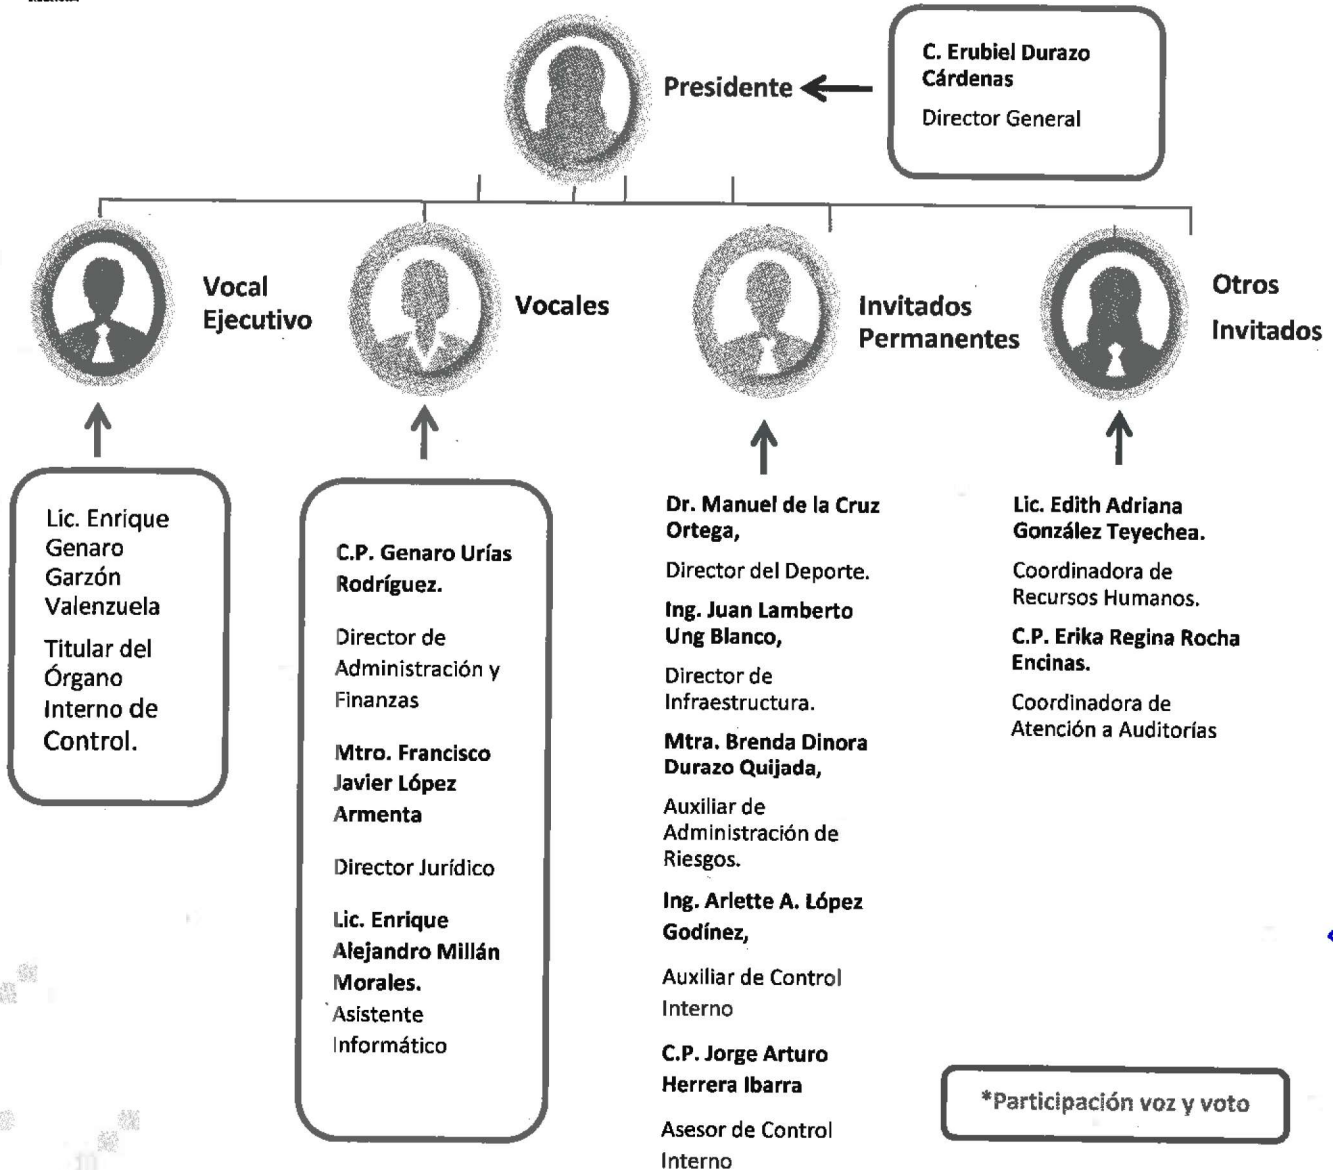 Presidente
C. Erubiel Durazo
Cárdenas
Director General
Vocal
Ejecutivo
Vocales
Invitados
Permanentes
Otros
Invitados
Lic. Enrique
Genaro
Garzón
Valenzuela
Titular del
Órgano
Interno de
Control.
C.P. Genaro Urías
Rodríguez.
Director de
Administración y
Finanzas
Mtro. Francisco
Javier López
Armenta
Director Jurídico
Lic. Enrique
Alejandro Millán
Morales.
Asistente
Informático
Dr. Manuel de la Cruz
Ortega,
Director del Deporte.
Ing. Juan Lamberto
Ung Blanco,
Director de
Infraestructura.
Mtra. Brenda Dinora
Durazo Quijada,
Auxiliar de
Administración de
Riesgos.
Ing. Arlette A. López
Godínez,
Auxiliar de Control
Interno
C.P. Jorge Arturo
Herrera Ibarra
Asesor de Control
Interno
Lic. Edith Adriana
González Teyechea.
Coordinadora de
Recursos Humanos.
C.P. Erika Regina Rocha
Encinas.
Coordinadora de
Atención a Auditorías
*Participación voz y voto